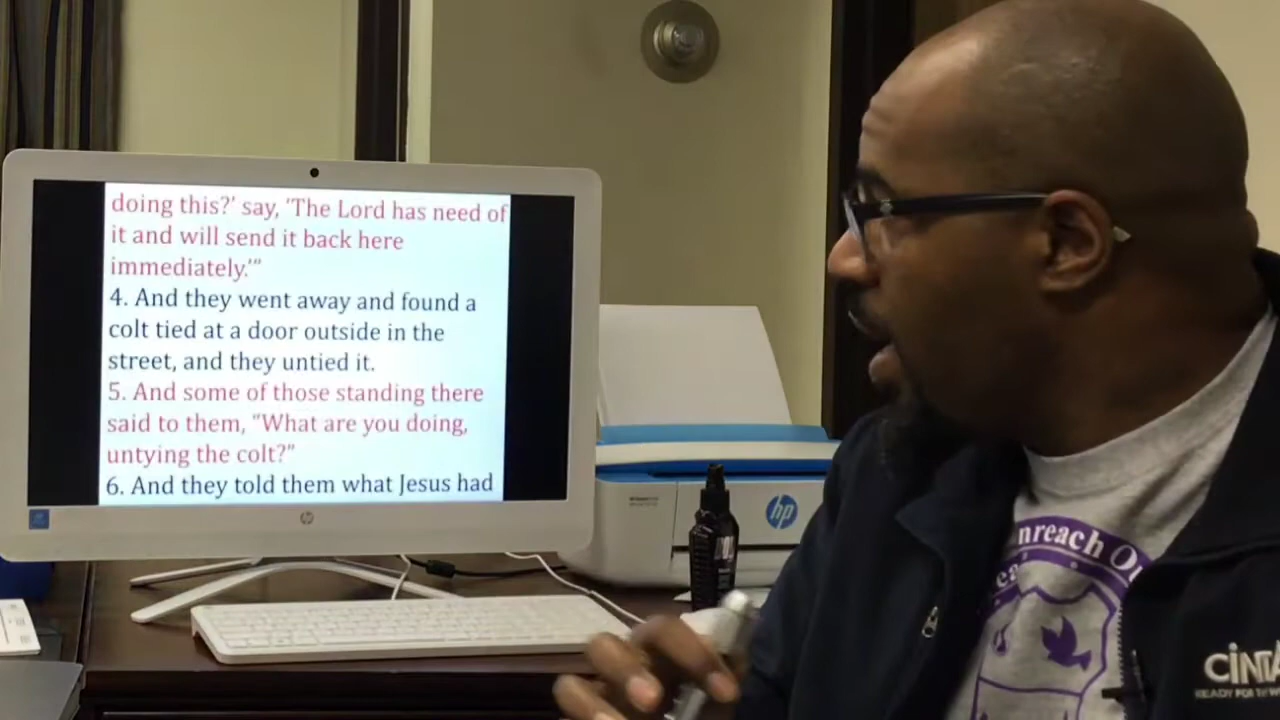 doing this?’ say, ‘The Lord has need of
it and will send it back here
immediately.’”
4. And they went away and found a
colt tied at a door outside in the
street, and they untied it.
5. And some of those standing there
said to them, “What are you doing,
untying the colt?”
6. And they told them what Jesus had
hp
hp
nreach
READY FOR